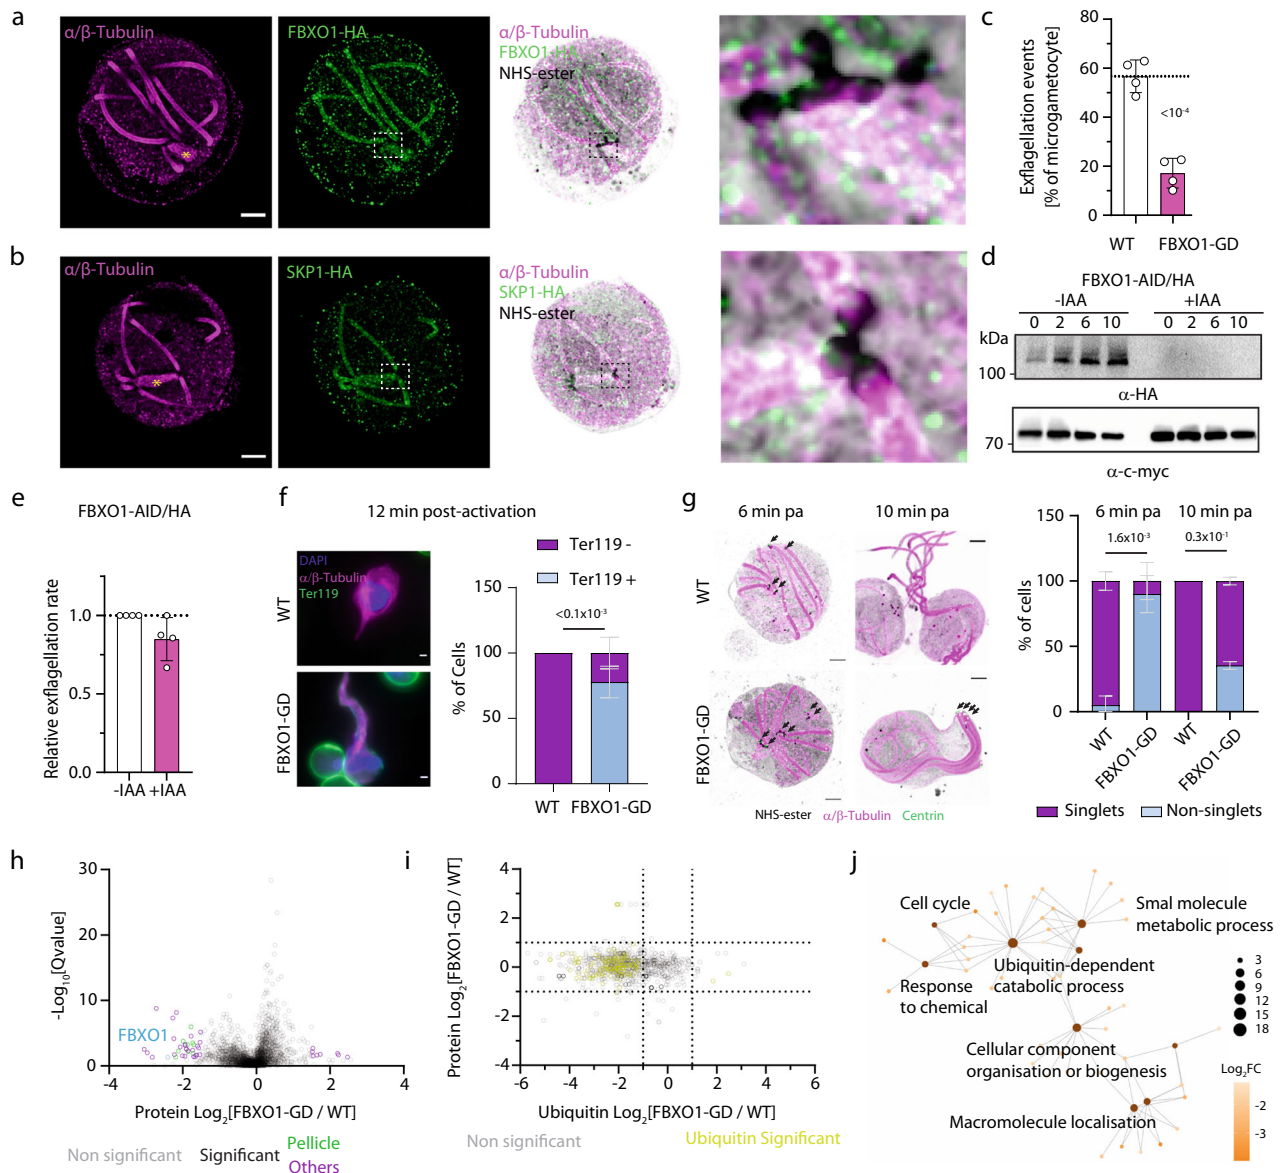 a
α/β-Tubulin
FBXO1-HA
α/β-Tubulin
FBXO1-HA
NHS-ester
*
c
80
60
40
20
0
Exflagellation events
[% of microgametocyte]
<10-4
WT
FBXO1-GD
b
α/β-Tubulin
SKP1-HA
α/β-Tubulin
SKP1-HA
NHS-ester
*
d
FBXO1-AID/HA
-IAA
+IAA
0 2 6 10
0 2 6 10
kDa
100
α-HA
70
α-c-myc
e
FBXO1-AID/HA
Relative exflagellation rate
1.0
0.5
0.0
-IAA +IAA
f
12 min post-activation
DAPI
α/β-Tubulin
Ter119
WT
FBXO1-GD
Ter119 -
Ter119 +
150
100
50
0
% of Cells
<0.1x10-3
WT FBXO1-GD
g
6 min pa
10 min pa
WT
FBXO1-GD
NHS-ester α/β-Tubulin Centrin
150
100
50
0
% of cells
6 min pa 10 min pa
1.6x10-3
0.3x10-1
WT
FBXO1-GD
WT
FBXO1-GD
Singlets Non-singlets
h
30
20
10
0
-Log10[Qvalue]
FBXO1
-4 -2 0 2 4
Protein Log2[FBXO1-GD / WT]
Non significant Significant Pellicle
Others
i
4
2
0
-2
-4
Protein Log2[FBXO1-GD / WT]
-6 -4 -2 0 2 4 6
Ubiquitin Log2[FBXO1-GD / WT]
Non significant
Ubiquitin Significant
j
Cell cycle
Smal molecule
metabolic process
Ubiquitin-dependent
catabolic process
Response
to chemical
Cellular component
organisation or biogenesis
Macromolecule localisation
3
6
9
12
15
18
Log2FC
-2
-3